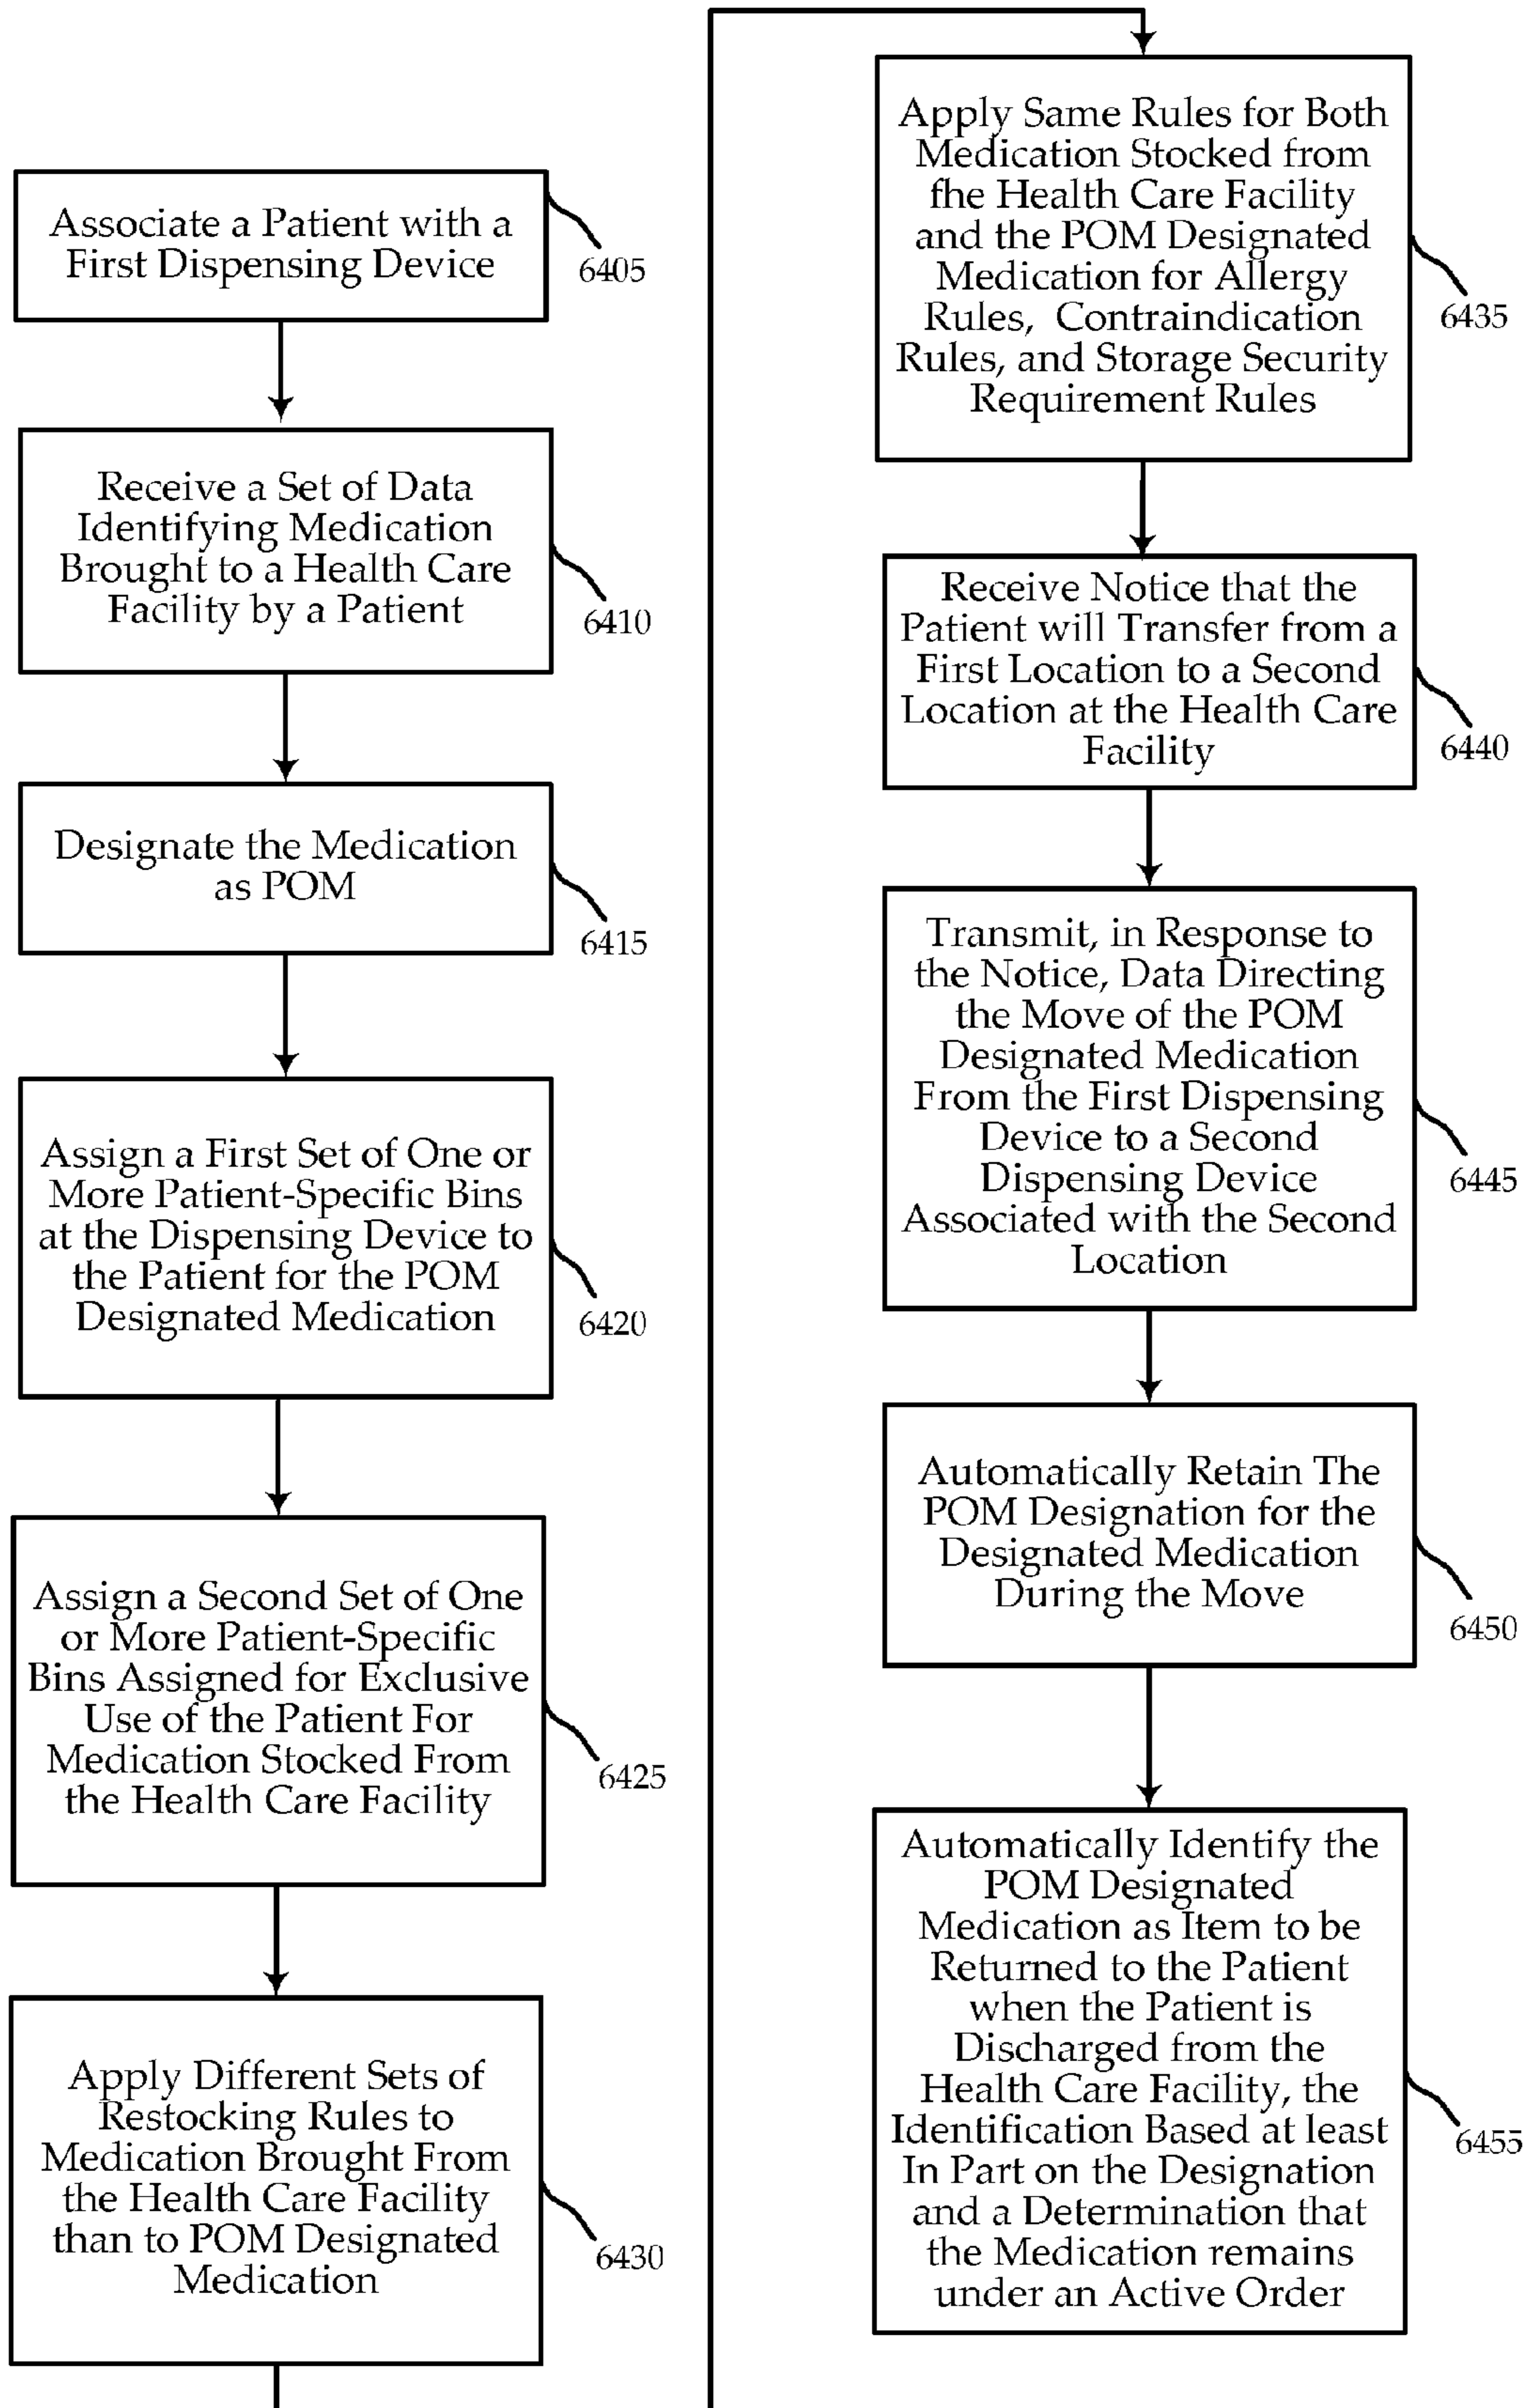 Associate a Patient with a
First Dispensing Device
6405
Receive a Set of Data
Identifying Medication
Brought to a Health Care
Facility by a Patient
6410
Designate the Medication
as POM
6415
Assign a First Set of One or
More Patient-Specific Bins
at the Dispensing Device to
the Patient for the POM
Designated Medication
6420
Assign a Second Set of One
or More Patient-Specific
Bins Assigned for Exclusive
Use of the Patient For
Medication Stocked From
the Health Care Facility
6425
Apply Different Sets of
Restocking Rules to
Medication Brought From
the Health Care Facility
than to POM Designated
Medication
6430
Apply Same Rules for Both
Medication Stocked from
fhe Health Care Facility
and the POM Designated
Medication for Allergy
Rules, Contraindication
Rules, and Storage Security
Requirement Rules
6435
Receive Notice that the
Patient will Transfer from a
First Location to a Second
Location at the Health Care
Facility
6440
Transmit, in Response to
the Notice, Data Directing
the Move of the POM
Designated Medication
From the First Dispensing
Device to a Second
Dispensing Device
Associated with the Second
Location
6445
Automatically Retain The
POM Designation for the
Designated Medication
During the Move
6450
Automatically Identify the
POM Designated
Medication as Item to be
Returned to the Patient
when the Patient is
Discharged from the
Health Care Facility, the
Identification Based at least
In Part on the Designation
and a Determination that
the Medication remains
under an Active Order
6455